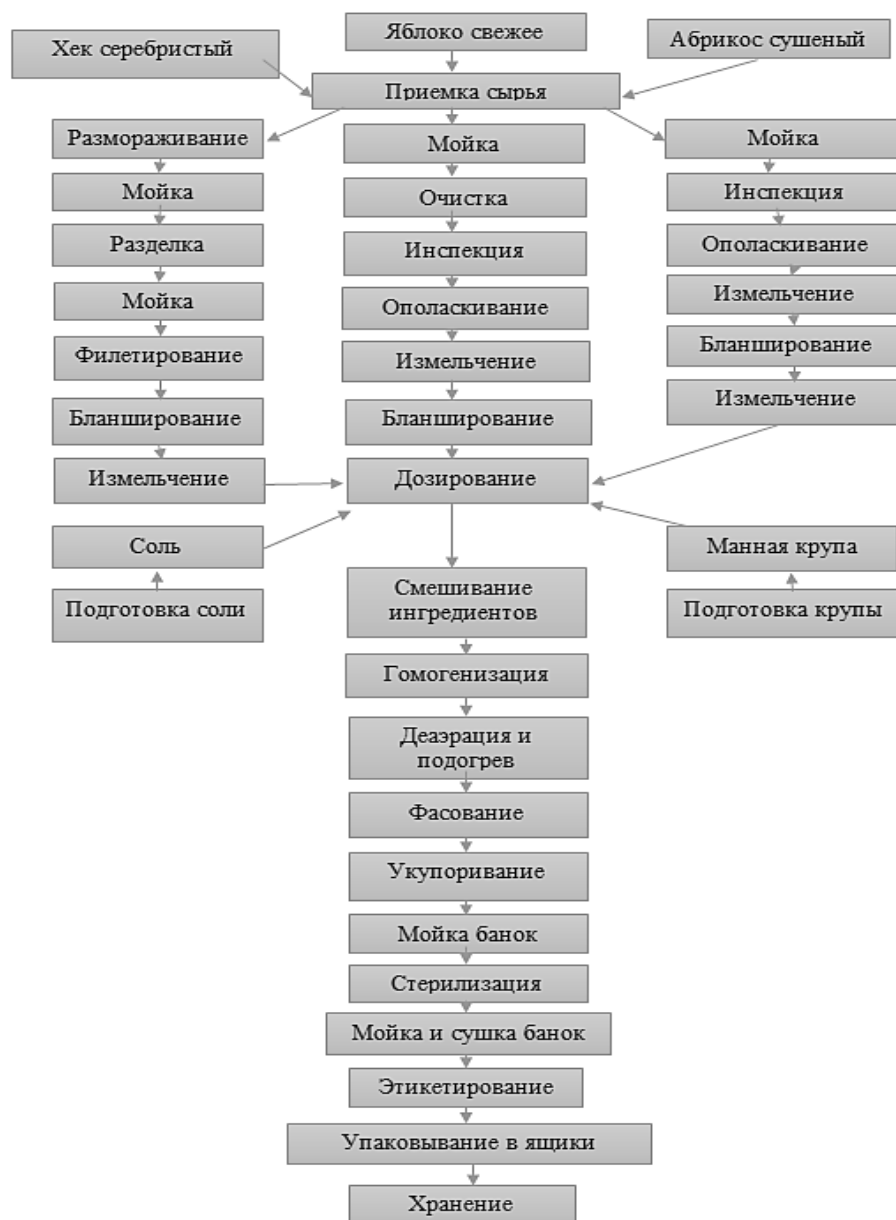 Хек серебристый
Яблоко свежее
Абрикос сушеный
Приемка сырья
Размораживание
Мойка
Разделка
Мойка
Филетирование
Бланширование
Измельчение
Мойка
Очистка
Инспекция
Ополаскивание
Измельчение
Бланширование
Мойка
Инспекция
Ополаскивание
Измельчение
Бланширование
Измельчение
Дозирование
Соль
Подготовка соли
Манная крупа
Подготовка крупы
Смешивание
ингредиентов
Гомогенизация
Деаэрация и
подогрев
Фасование
Укупоривание
Мойка банок
Стерилизация
Мойка и сушка банок
Этикетирование
Упаковывание в ящики
Хранение